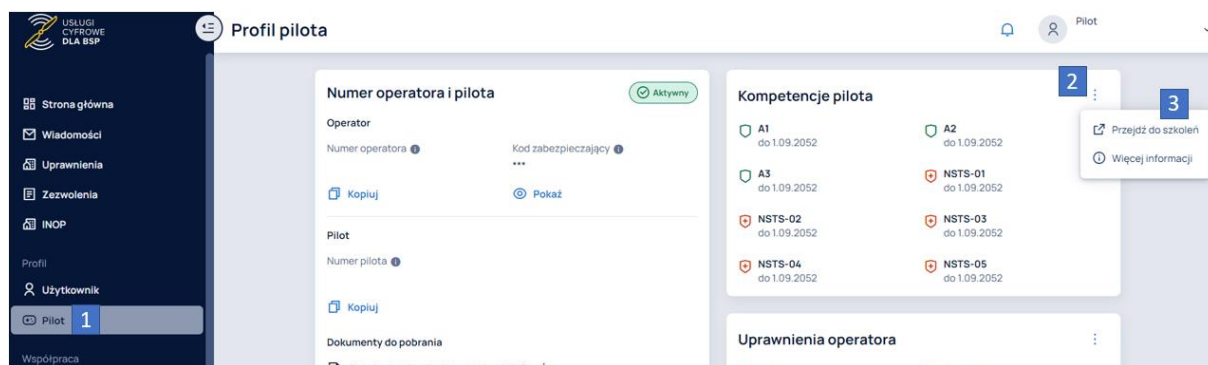 USŁUGI
CYFROWE
DLA BSP
Strona główna
Wiadomości
Uprawnienia
Zezwolenia
INOP
Profil
Użytkownik
Pilot 1
Współpraca
Profil pilota
Pilot
Numer operatora i pilota
Aktywny
Operator
Numer operatora
Kod zabezpieczający
•••
Kopiuj
Pokaż
Pilot
Numer pilota
Kopiuj
Dokumenty do pobrania
Kompetencje pilota
2
A1
do 1.09.2052
A2
do 1.09.2052
A3
do 1.09.2052
NSTS-01
do 1.09.2052
NSTS-02
do 1.09.2052
NSTS-03
do 1.09.2052
NSTS-04
do 1.09.2052
NSTS-05
do 1.09.2052
3
Przejdź do szkoleń
Więcej informacji
Uprawnienia operatora